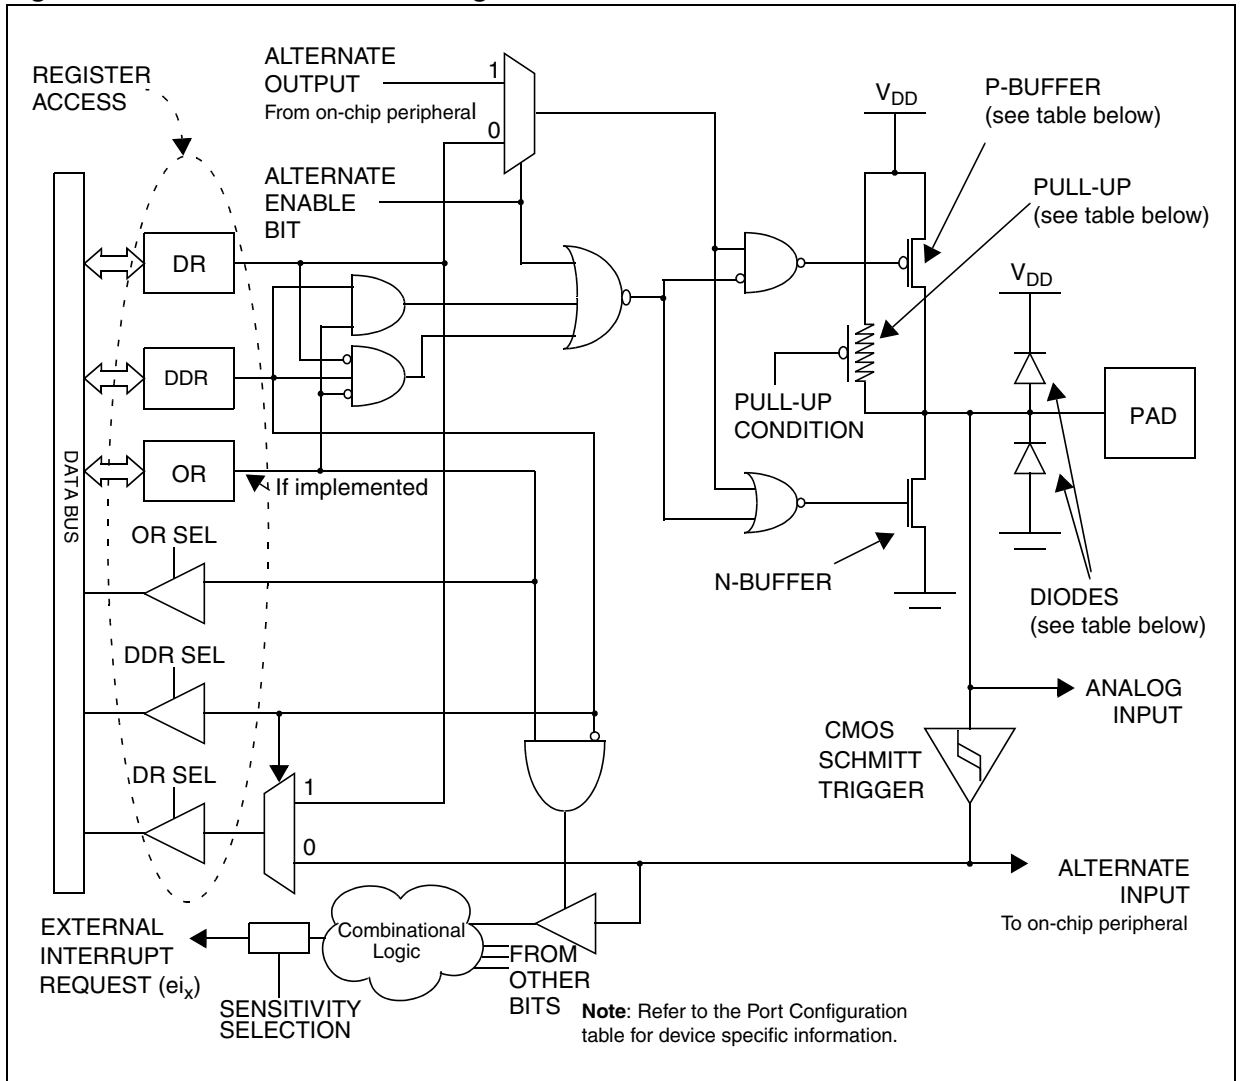 REGISTER
ACCESS
ALTERNATE
OUTPUT
From on-chip peripheral
1
0
ALTERNATE
ENABLE
BIT
VDD
P-BUFFER
(see table below)
PULL-UP
(see table below)
VDD
DR
DDR
OR
If implemented
DATA BUS
PULL-UP
CONDITION
PAD
N-BUFFER
DIODES
(see table below)
OR SEL
DDR SEL
DR SEL
1
0
ANALOG
INPUT
CMOS
SCHMITT
TRIGGER
ALTERNATE
INPUT
To on-chip peripheral
EXTERNAL
INTERRUPT
REQUEST (eix)
Combinational
Logic
FROM
OTHER
BITS
SENSITIVITY
SELECTION
Note: Refer to the Port Configuration
table for device specific information.